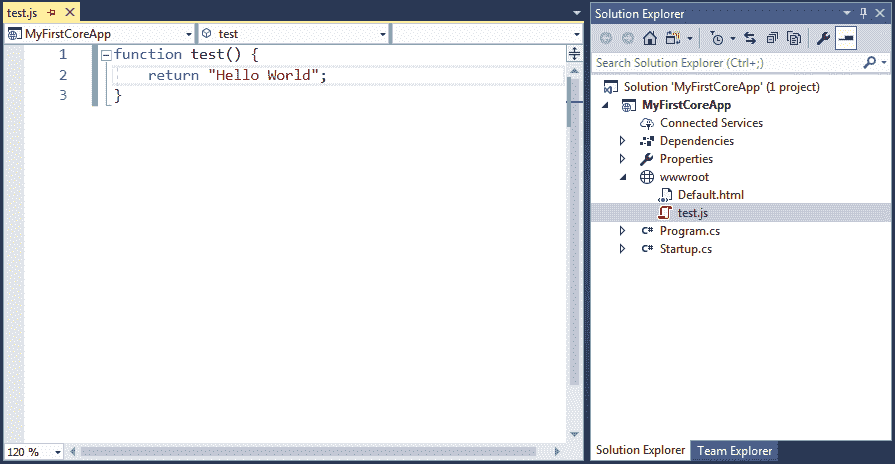 test.js
MyFirstCoreApp
test
1 function test() {
2 return "Hello World";
3 }
120 %
Solution Explorer
Search Solution Explorer (Ctrl+;)
Solution 'MyFirstCoreApp' (1 project)
MyFirstCoreApp
Connected Services
Dependencies
Properties
wwwroot
Default.html
test.js
C# Program.cs
C# Startup.cs
Solution Explorer Team Explorer